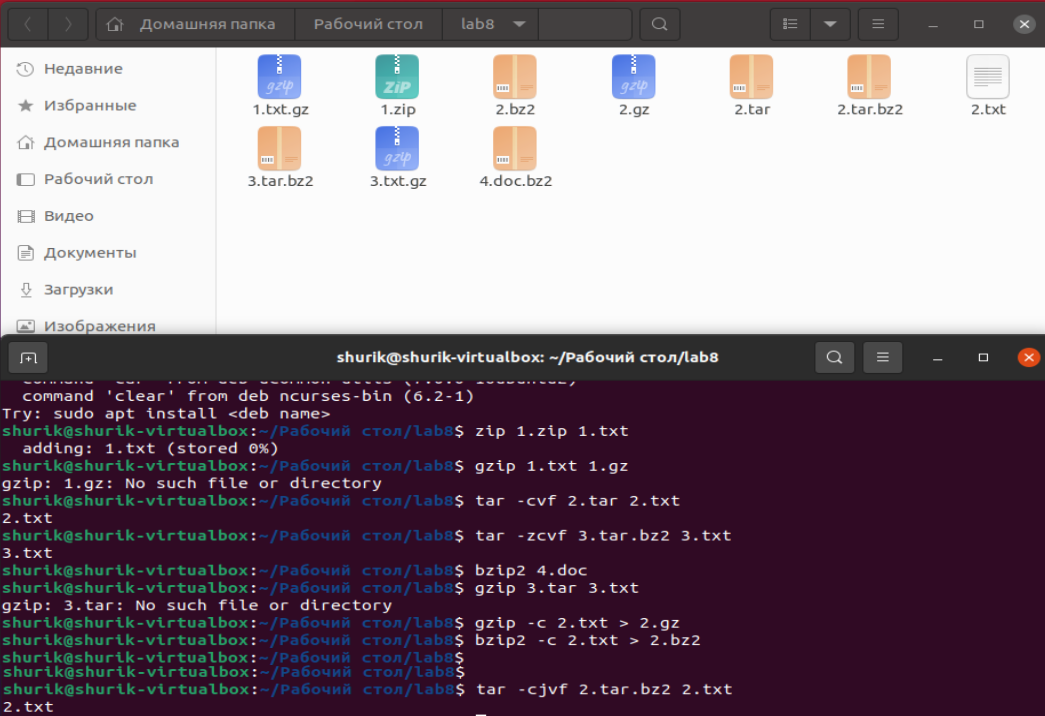 Домашняя папка Рабочий стол lab8
Недавние
Избранные
Домашняя папка
Рабочий стол
Видео
Документы
Загрузки
Изображения
gzip ZiP gzip
1.txt.gz 1.zip 2.bz2 2.gz 2.tar 2.tar.bz2 2.txt
gzip
3.tar.bz2 3.txt.gz 4.doc.bz2
shurik@shurik-virtualbox: ~/Рабочий стол/lab8
command 'clear' from deb ncurses-bin (6.2-1)
Try: sudo apt install <deb name>
shurik@shurik-virtualbox:~/Рабочий стол/lab8$ zip 1.zip 1.txt
adding: 1.txt (stored 0%)
shurik@shurik-virtualbox:~/Рабочий стол/lab8$ gzip 1.txt 1.gz
gzip: 1.gz: No such file or directory
shurik@shurik-virtualbox:~/Рабочий стол/lab8$ tar -cvf 2.tar 2.txt
2.txt
shurik@shurik-virtualbox:~/Рабочий стол/lab8$ tar -zcvf 3.tar.bz2 3.txt
3.txt
shurik@shurik-virtualbox:~/Рабочий стол/lab8$ bzip2 4.doc
shurik@shurik-virtualbox:~/Рабочий стол/lab8$ gzip 3.tar 3.txt
gzip: 3.tar: No such file or directory
shurik@shurik-virtualbox:~/Рабочий стол/lab8$ gzip -c 2.txt > 2.gz
shurik@shurik-virtualbox:~/Рабочий стол/lab8$ bzip2 -c 2.txt > 2.bz2
shurik@shurik-virtualbox:~/Рабочий стол/lab8$
shurik@shurik-virtualbox:~/Рабочий стол/lab8$
shurik@shurik-virtualbox:~/Рабочий стол/lab8$ tar -cjvf 2.tar.bz2 2.txt
2.txt